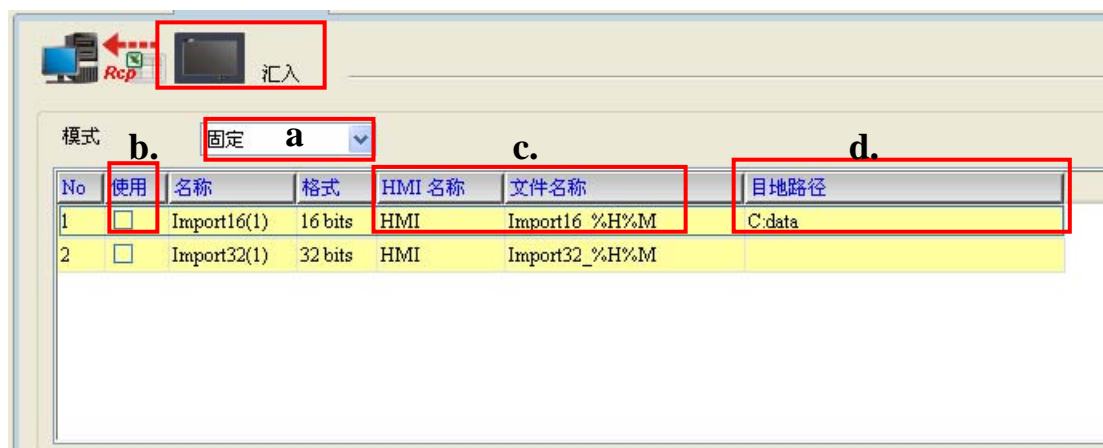 Rcp 汇入
模式 固定 a
b. c. d.
No 使用 名称 格式 HMI 名称 文件名称 目地路径
1 Import16(1) 16 bits HMI Import16_%H%M C:data
2 Import32(1) 32 bits HMI Import32_%H%M